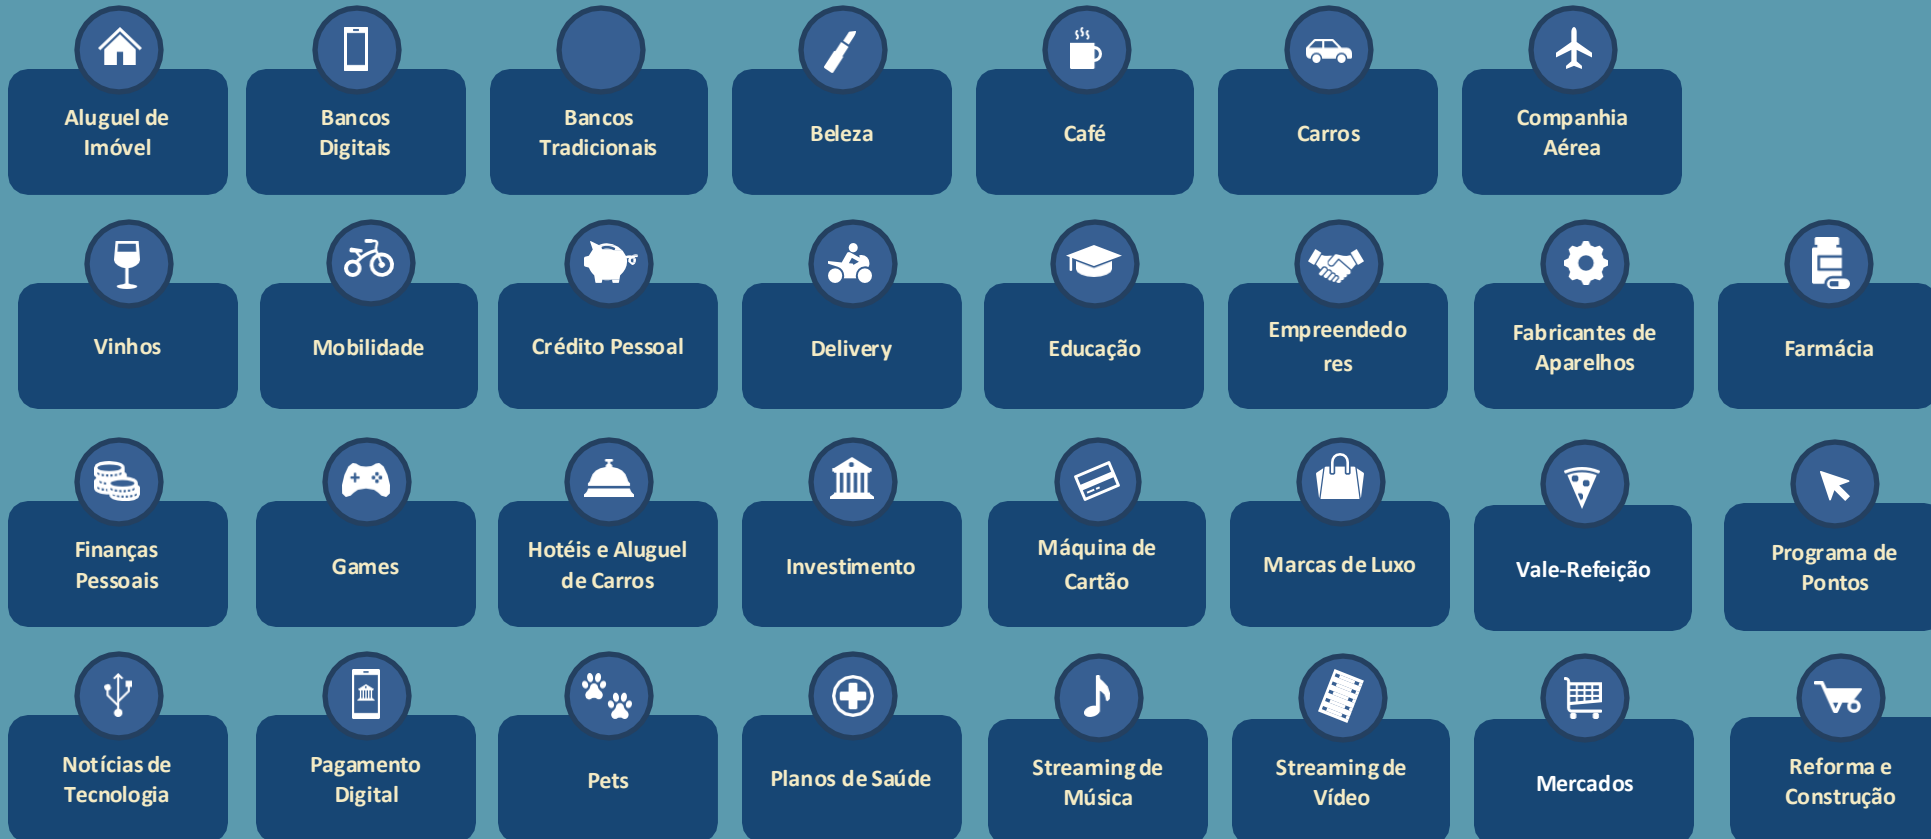 Aluguel de
Imóvel
Bancos
Digitais
Bancos
Tradicionais
Beleza
Café
Carros
Companhia
Aérea
Vinhos
Mobilidade
Crédito Pessoal
Delivery
Educação
Empreendedo
res
Fabricantes de
Aparelhos
Farmácia
Finanças
Pessoais
Games
Hotéis e Aluguel
de Carros
Investimento
Máquina de
Cartão
Marcas de Luxo
Vale-Refeição
Programa de
Pontos
Notícias de
Tecnologia
Pagamento
Digital
Pets
Planos de Saúde
Streaming de
Música
Streaming de
Vídeo
Mercados
Reforma e
Construção